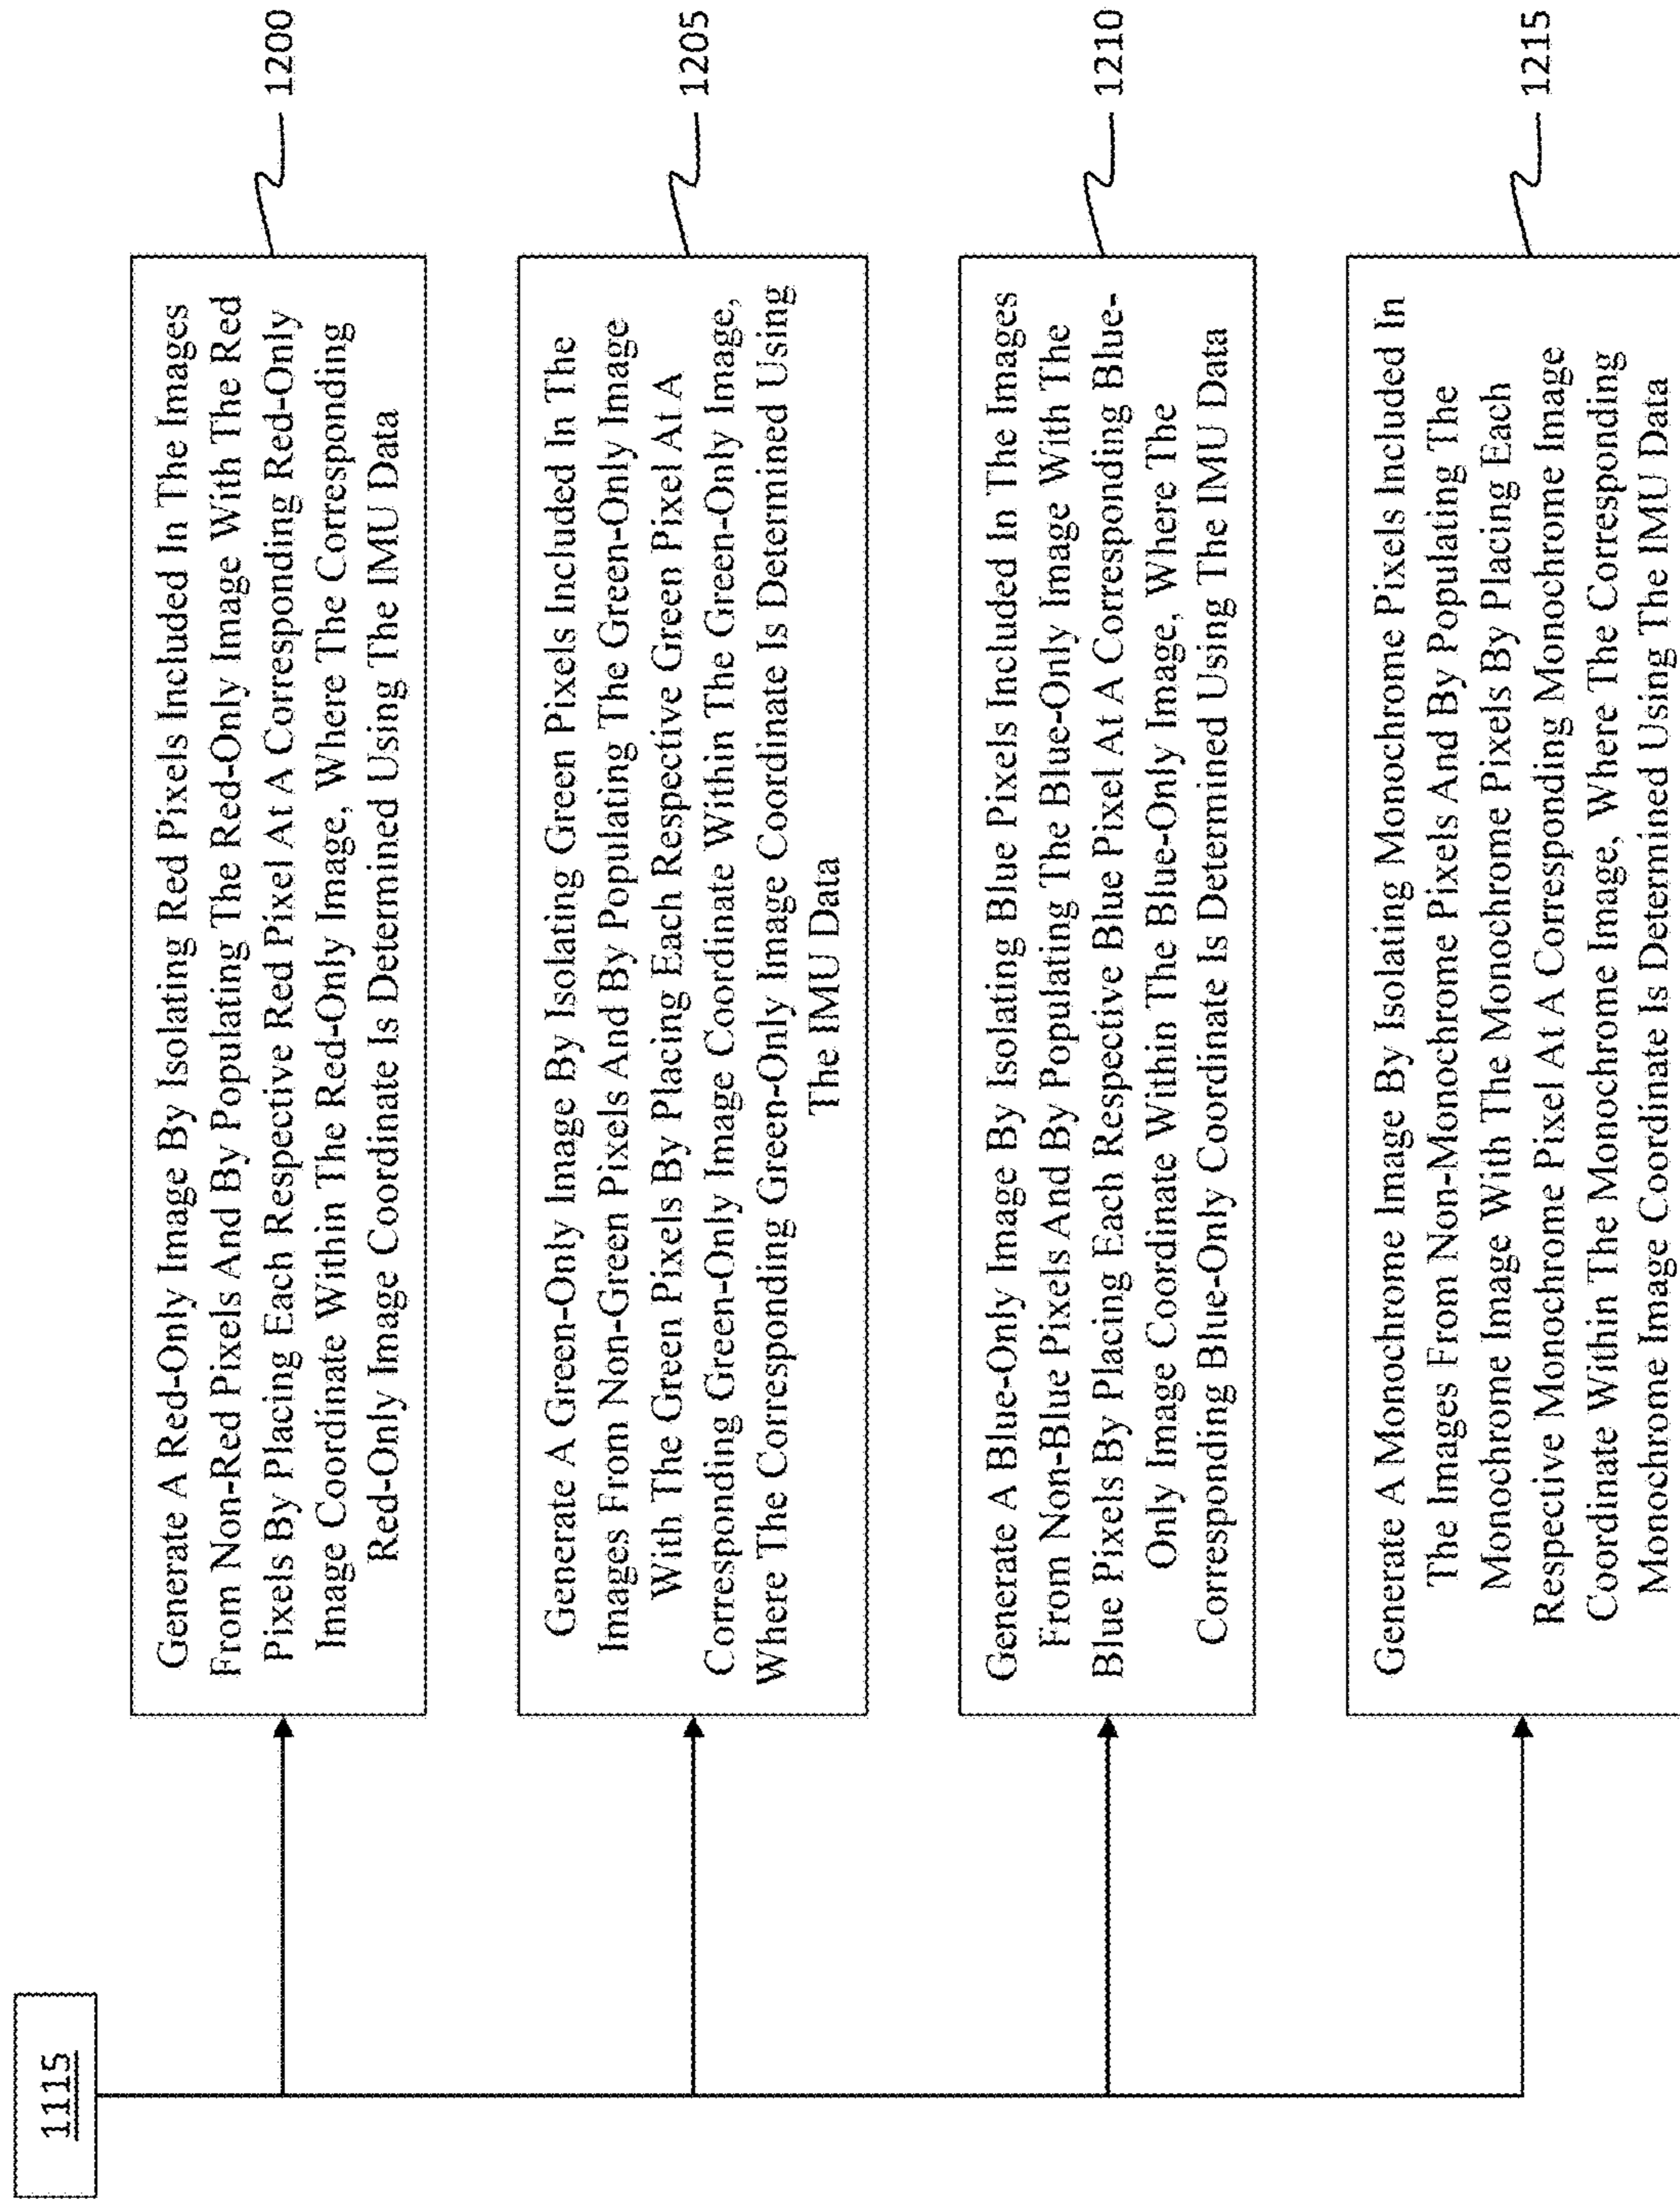 1115
Generate A Red-Only Image By Isolating Red Pixels Included In The Images
From Non-Red Pixels And By Populating The Red-Only Image With The Red
Pixels By Placing Each Respective Red Pixel At A Corresponding Red-Only
Image Coordinate Within The Red-Only Image, Where The Corresponding
Red-Only Image Coordinate Is Determined Using The IMU Data
1200
Generate A Green-Only Image By Isolating Green Pixels Included In The
Images From Non-Green Pixels And By Populating The Green-Only Image
With The Green Pixels By Placing Each Respective Green Pixel At A
Corresponding Green-Only Image Coordinate Within The Green-Only Image,
Where The Corresponding Green-Only Image Coordinate Is Determined Using
The IMU Data
1205
Generate A Blue-Only Image By Isolating Blue Pixels Included In The Images
From Non-Blue Pixels And By Populating The Blue-Only Image With The
Blue Pixels By Placing Each Respective Blue Pixel At A Corresponding Blue-
Only Image Coordinate Within The Blue-Only Image, Where The
Corresponding Blue-Only Coordinate Is Determined Using The IMU Data
1210
Generate A Monochrome Image By Isolating Monochrome Pixels Included In
The Images From Non-Monochrome Pixels And By Populating The
Monochrome Image With The Monochrome Pixels By Placing Each
Respective Monochrome Pixel At A Corresponding Monochrome Image
Coordinate Within The Monochrome Image, Where The Corresponding
Monochrome Image Coordinate Is Determined Using The IMU Data
1215